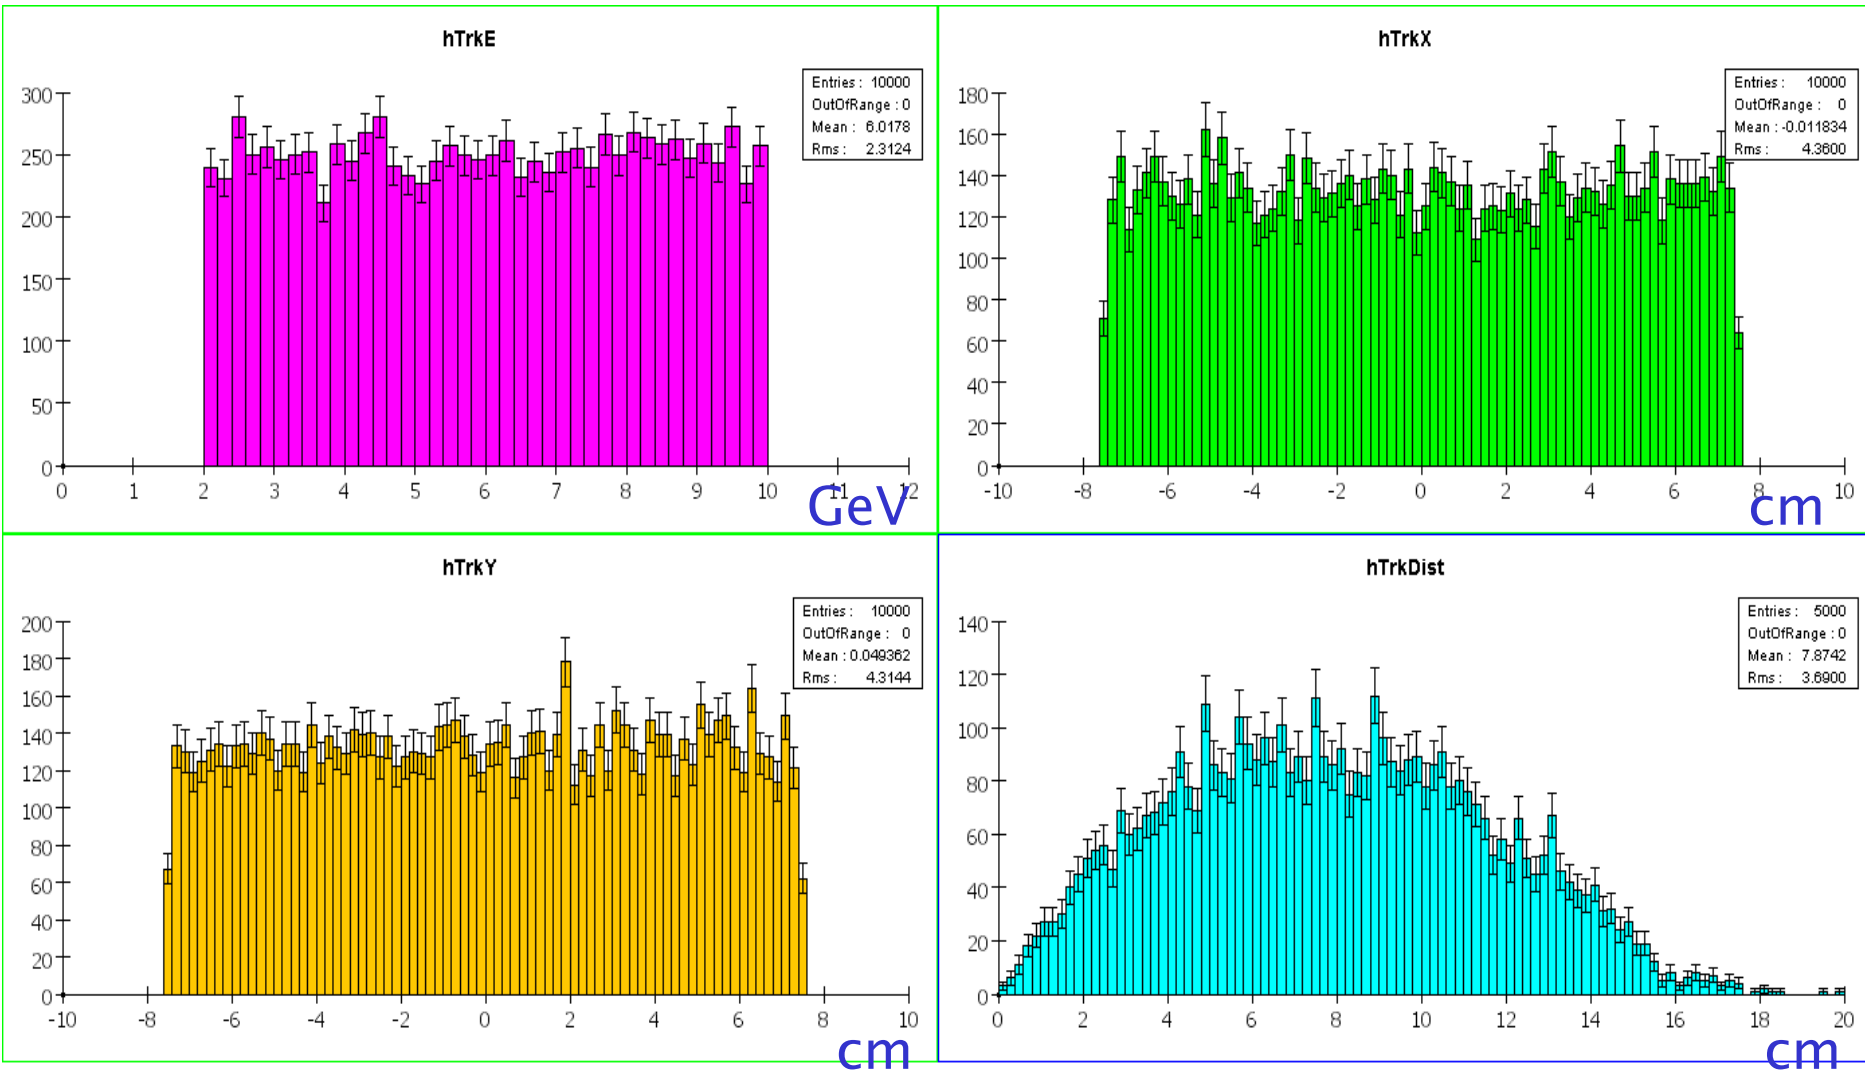 hTrkE
Entries : 10000
OutOfRange : 0
Mean : 6.0178
Rms : 2.3124
300
250
200
150
100
50
0
0 1 2 3 4 5 6 7 8 9 10 11 12
GeV
hTrkX
Entries : 10000
OutOfRange : 0
Mean : -0.011834
Rms : 4.3600
180
160
140
120
100
80
60
40
20
0
-10 -8 -6 -4 -2 0 2 4 6 8 10
cm
hTrkY
Entries : 10000
OutOfRange : 0
Mean : 0.049362
Rms : 4.3144
200
180
160
140
120
100
80
60
40
20
0
-10 -8 -6 -4 -2 0 2 4 6 8 10
cm
hTrkDist
Entries : 5000
OutOfRange : 0
Mean : 7.8742
Rms : 3.6900
140
120
100
80
60
40
20
0
0 2 4 6 8 10 12 14 16 18 20
cm